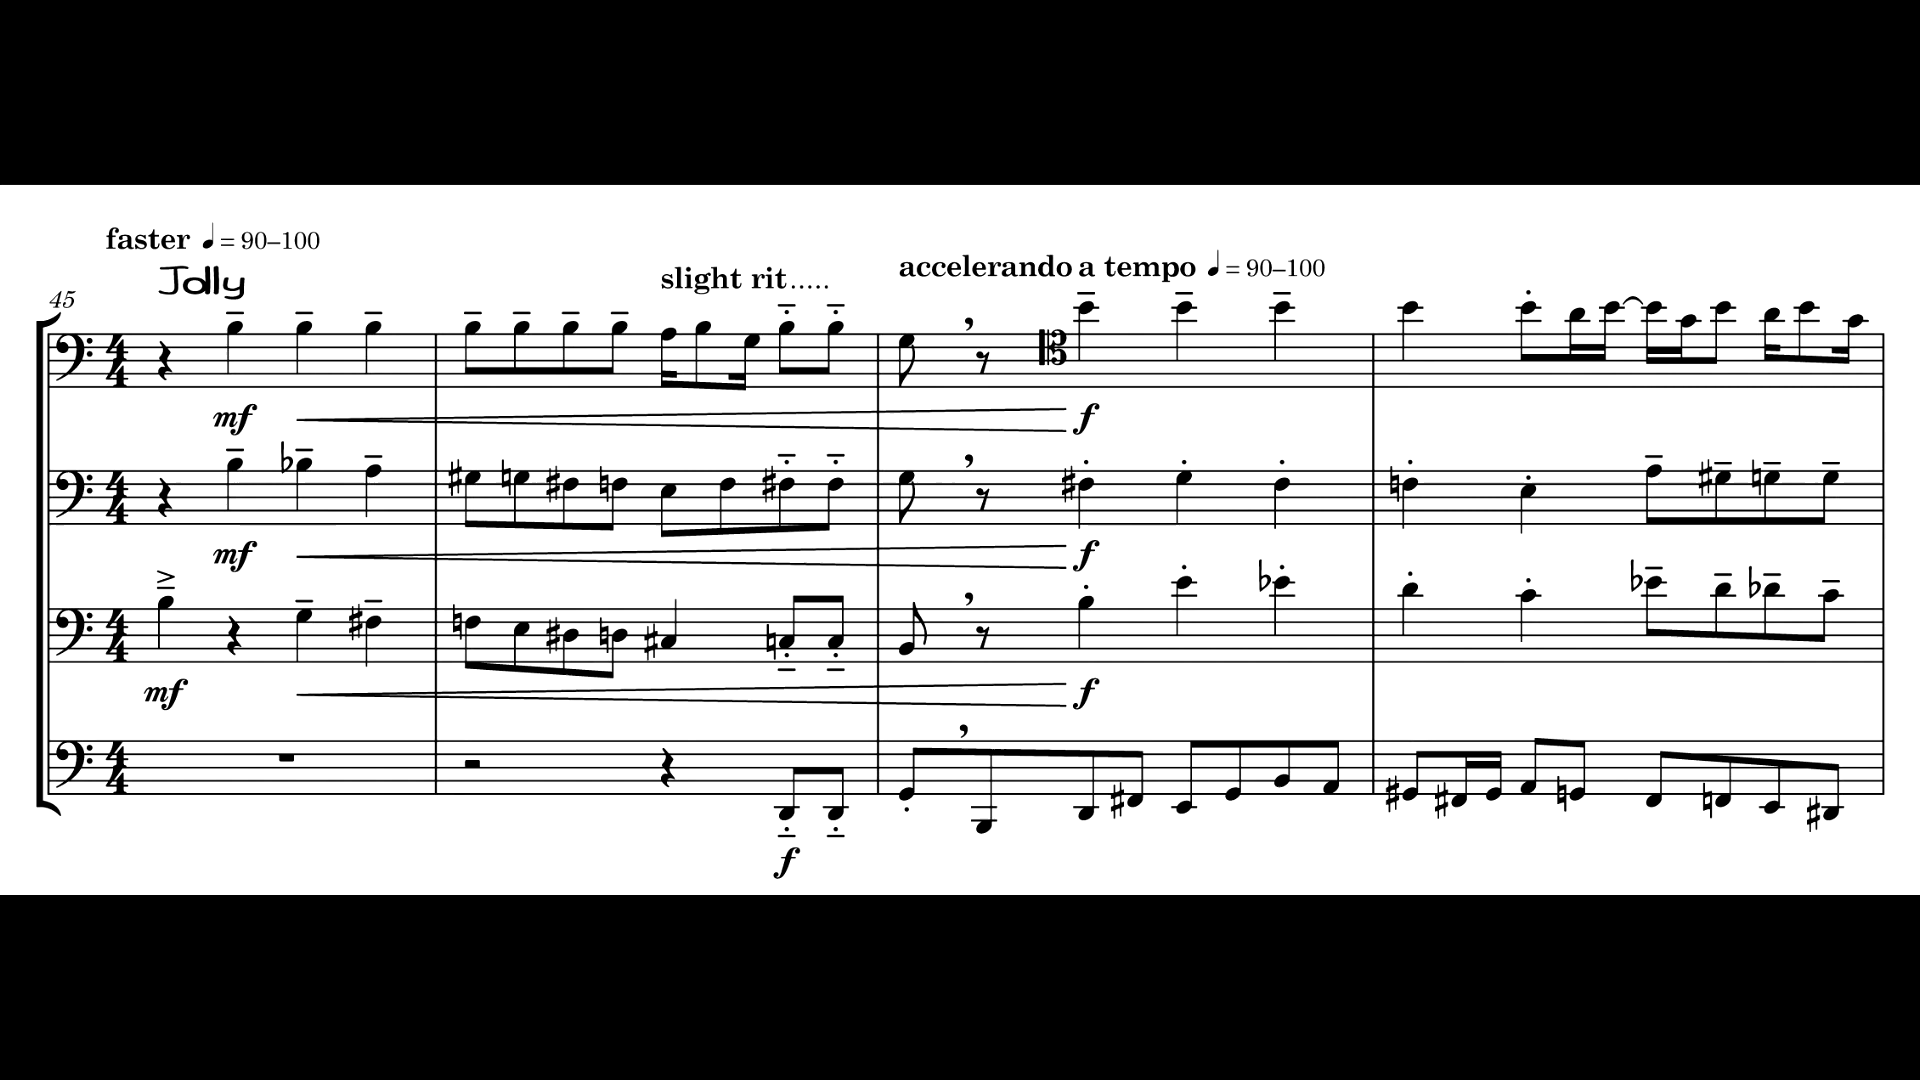 faster ♩ = 90–100
Jolly
slight rit.....
accelerando a tempo ♩ = 90–100
45
mf
f
mf
f
mf
f
f